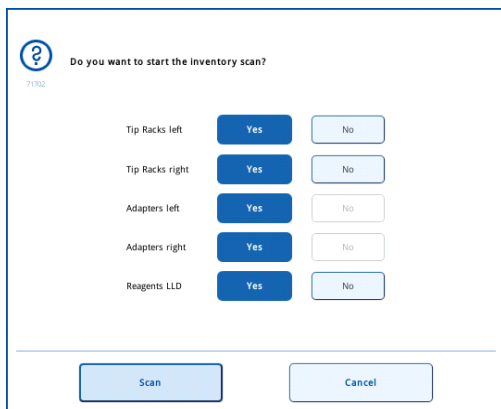 Do you want to start the inventory scan?
71702
Tip Racks left Yes No
Tip Racks right Yes No
Adapters left Yes No
Adapters right Yes No
Reagents LLD Yes No
Scan Cancel